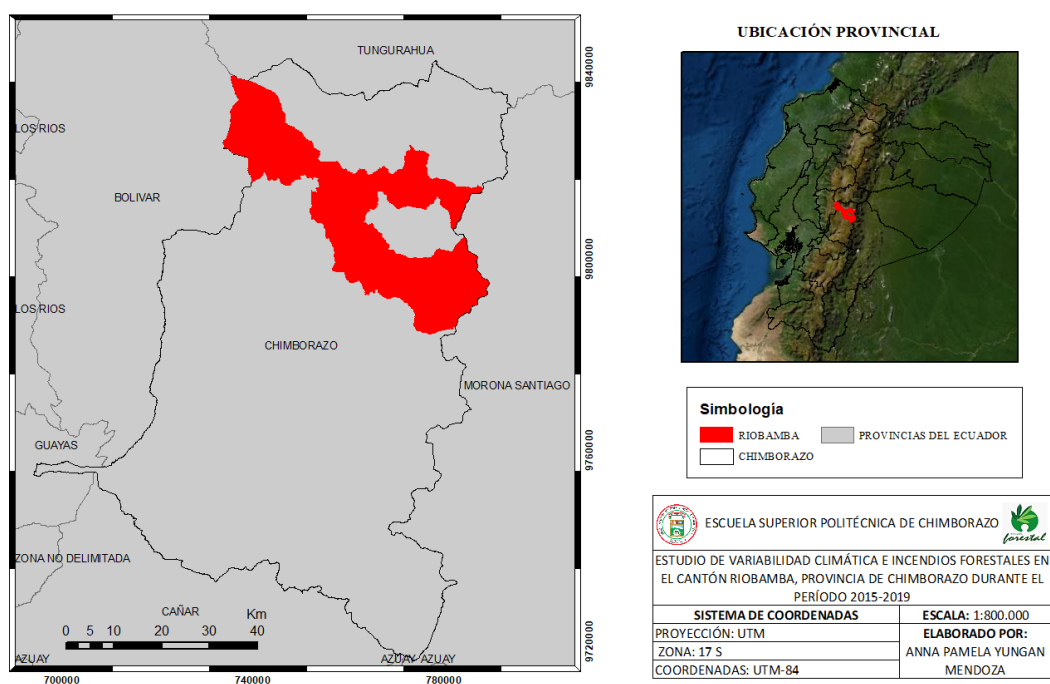 TUNGURAHUA
LOS RIOS
BOLIVAR
LOS RIOS
CHIMBORAZO
MORONA SANTIAGO
GUAYAS
ZONA NO DELIMITADA
CAÑAR
Km
0 5 10 20 30 40
AZUAY
AZUAY AZUAY
700000 740000 780000
9840000
9800000
9760000
9720000
UBICACIÓN PROVINCIAL
Simbología
RIOBAMBA PROVINCIAS DEL ECUADOR
CHIMBORAZO
ESCUELA SUPERIOR POLITÉCNICA DE CHIMBORAZO
forestal
ESTUDIO DE VARIABILIDAD CLIMÁTICA E INCENDIOS FORESTALES EN
EL CANTÓN RIOBAMBA, PROVINCIA DE CHIMBORAZO DURANTE EL
PERÍODO 2015-2019
SISTEMA DE COORDENADAS
PROYECCIÓN: UTM
ZONA: 17 S
COORDENADAS: UTM-84
ESCALA: 1:800.000
ELABORADO POR:
ANNA PAMELA YUNGAN
MENDOZA